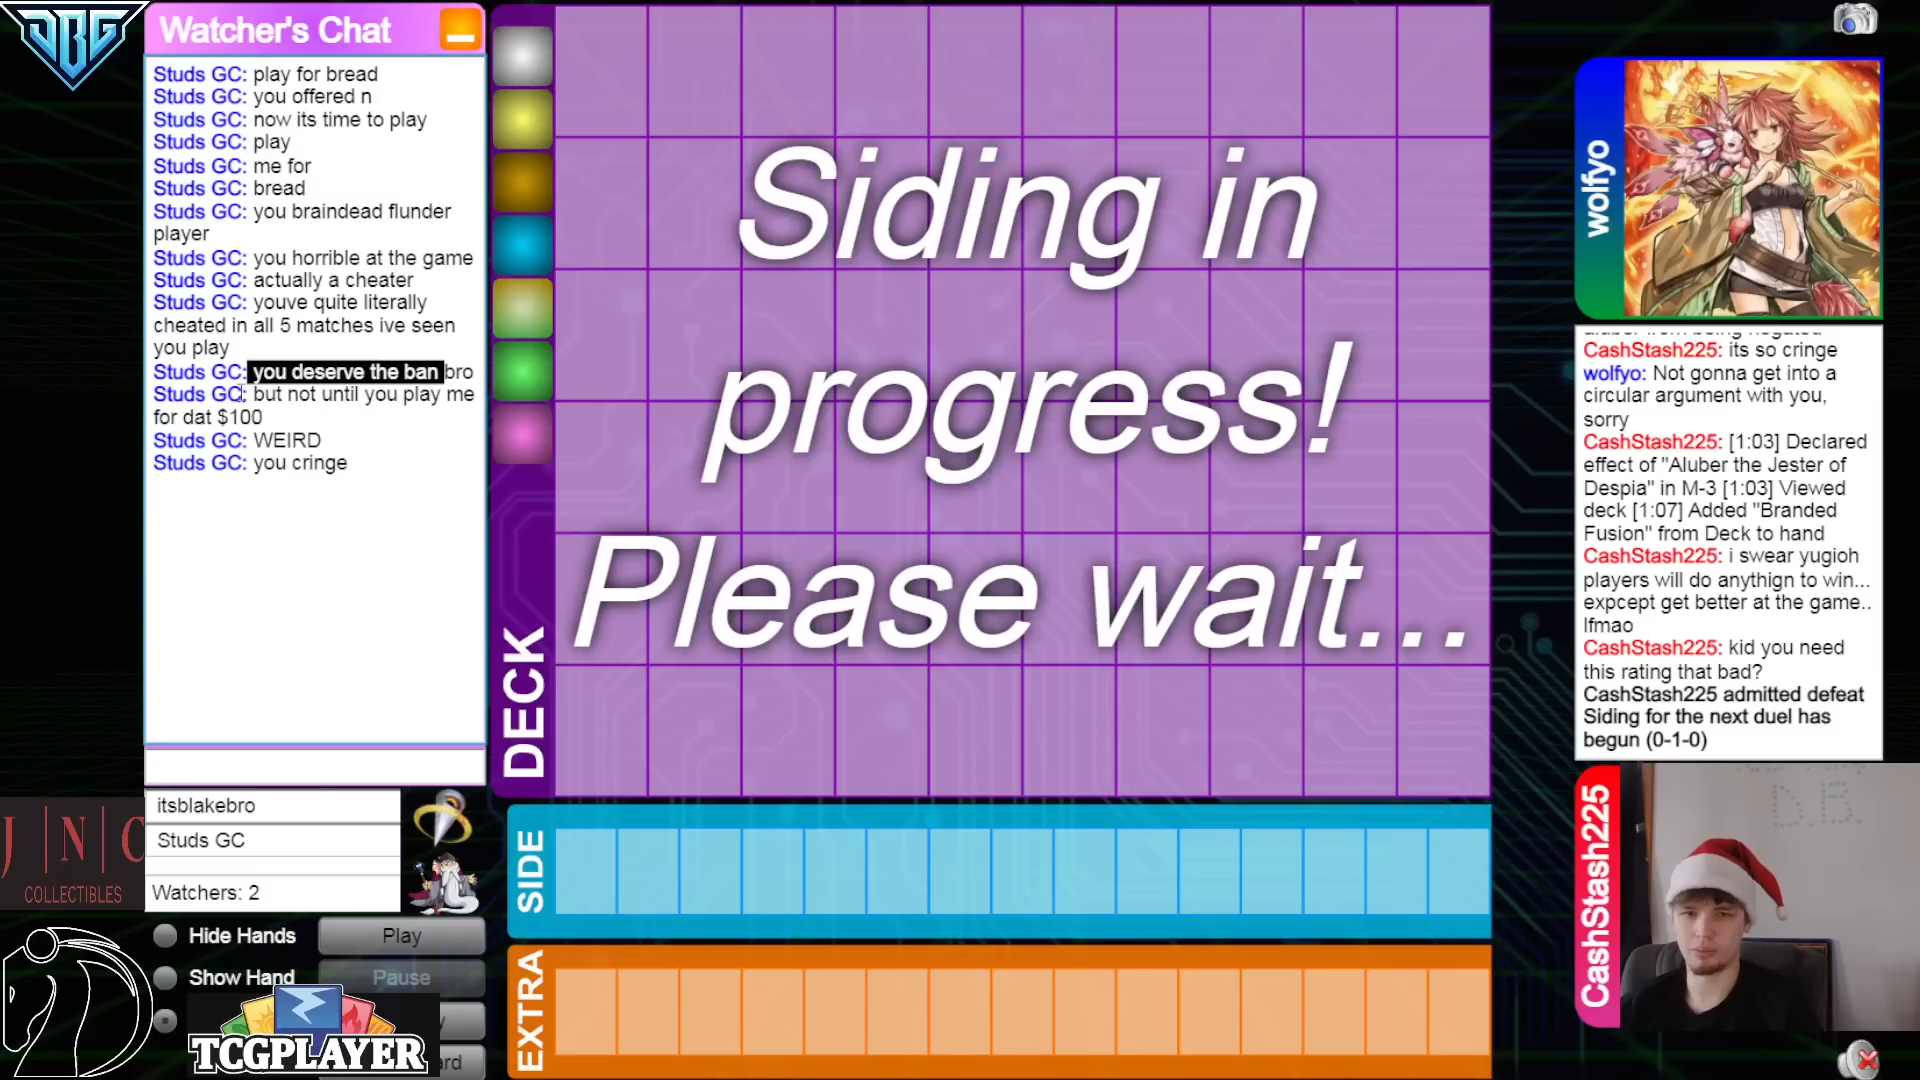 DBG
Watcher's Chat
Studs GC: play for bread
Studs GC: you offered n
Studs GC: now its time to play
Studs GC: play
Studs GC: me for
Studs GC: bread
Studs GC: you braindead flunder
player
Studs GC: you horrible at the game
Studs GC: actually a cheater
Studs GC: youve quite literally
cheated in all 5 matches ive seen
you play
Studs GC: you deserve the ban bro
Studs GC: but not until you play me
for dat $100
Studs GC: WEIRD
Studs GC: you cringe
itsblakebro
Studs GC
Watchers: 2
J|N|C
COLLECTIBLES
Hide Hands
Play
Show Hand
Pause
TCGPLAYER
DECK
Siding in
progress!
Please wait...
SIDE
EXTRA
wolfyo
CashStash225: its so cringe
wolfyo: Not gonna get into a
circular argument with you,
sorry
CashStash225: [1:03] Declared
effect of "Aluber the Jester of
Despia" in M-3 [1:03] Viewed
deck [1:07] Added "Branded
Fusion" from Deck to hand
CashStash225: i swear yugioh
players will do anythign to win...
expcept get better at the game..
lfmao
CashStash225: kid you need
this rating that bad?
CashStash225 admitted defeat
Siding for the next duel has
begun (0-1-0)
CashStash225
D.B.